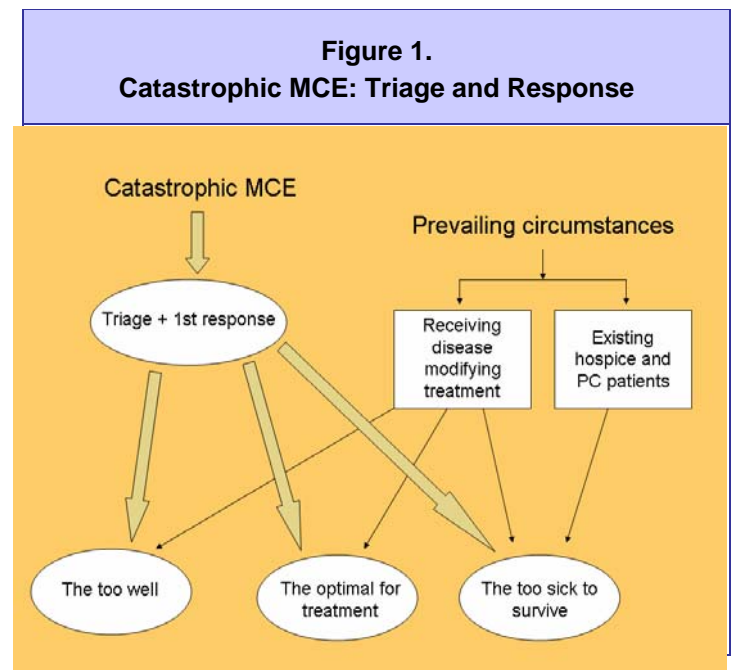 Figure 1.
Catastrophic MCE: Triage and Response
Catastrophic MCE
Prevailing circumstances
Triage + 1st response
Receiving
disease
modifying
treatment
Existing
hospice and
PC patients
The too well
The optimal for
treatment
The too sick to
survive